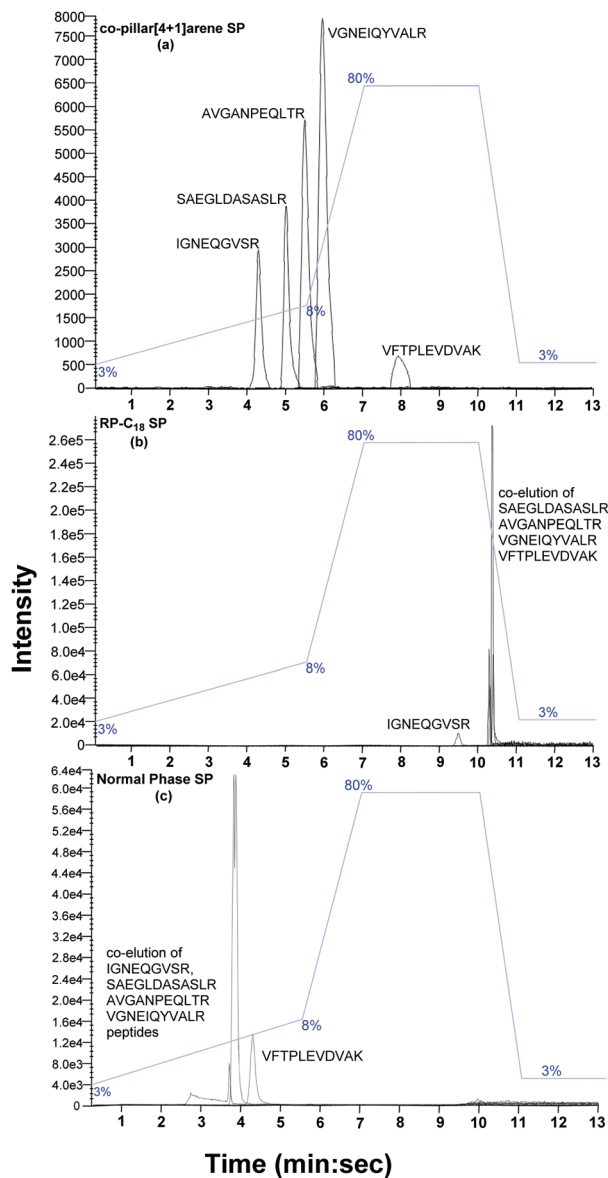 co-pillar[4+1]arene SP
(a)
8000
7500
7000
6500
6000
5500
5000
4500
4000
3500
3000
2500
2000
1500
1000
500
0
VGNEIQYVALR
80%
AVGANPEQLTR
SAEGLDASASLR
IGNEQGVSR
8%
VFTPLEVDVAK
3%
3%
1 2 3 4 5 6 7 8 9 10 11 12 13
RP-C18 SP
(b)
2.6e5
2.4e5
2.2e5
2.0e5
1.8e5
1.6e5
1.4e5
1.2e5
1.0e5
8.0e4
6.0e4
4.0e4
2.0e4
0
80%
co-elution of
SAEGLDASASLR
AVGANPEQLTR
VGNEIQYVALR
VFTPLEVDVAK
8%
IGNEQGVSR
3%
3%
1 2 3 4 5 6 7 8 9 10 11 12 13
Intensity
Normal Phase SP
(c)
6.4e4
6.0e4
5.6e4
5.2e4
4.8e4
4.4e4
4.0e4
3.6e4
3.2e4
2.8e4
2.4e4
2.0e4
1.6e4
1.2e4
8.0e3
4.0e3
0
80%
co-elution of
IGNEQGVSR,
SAEGLDASASLR
AVGANPEQLTR
VGNEIQYVALR
peptides
8%
VFTPLEVDVAK
3%
3%
1 2 3 4 5 6 7 8 9 10 11 12 13
Time (min:sec)